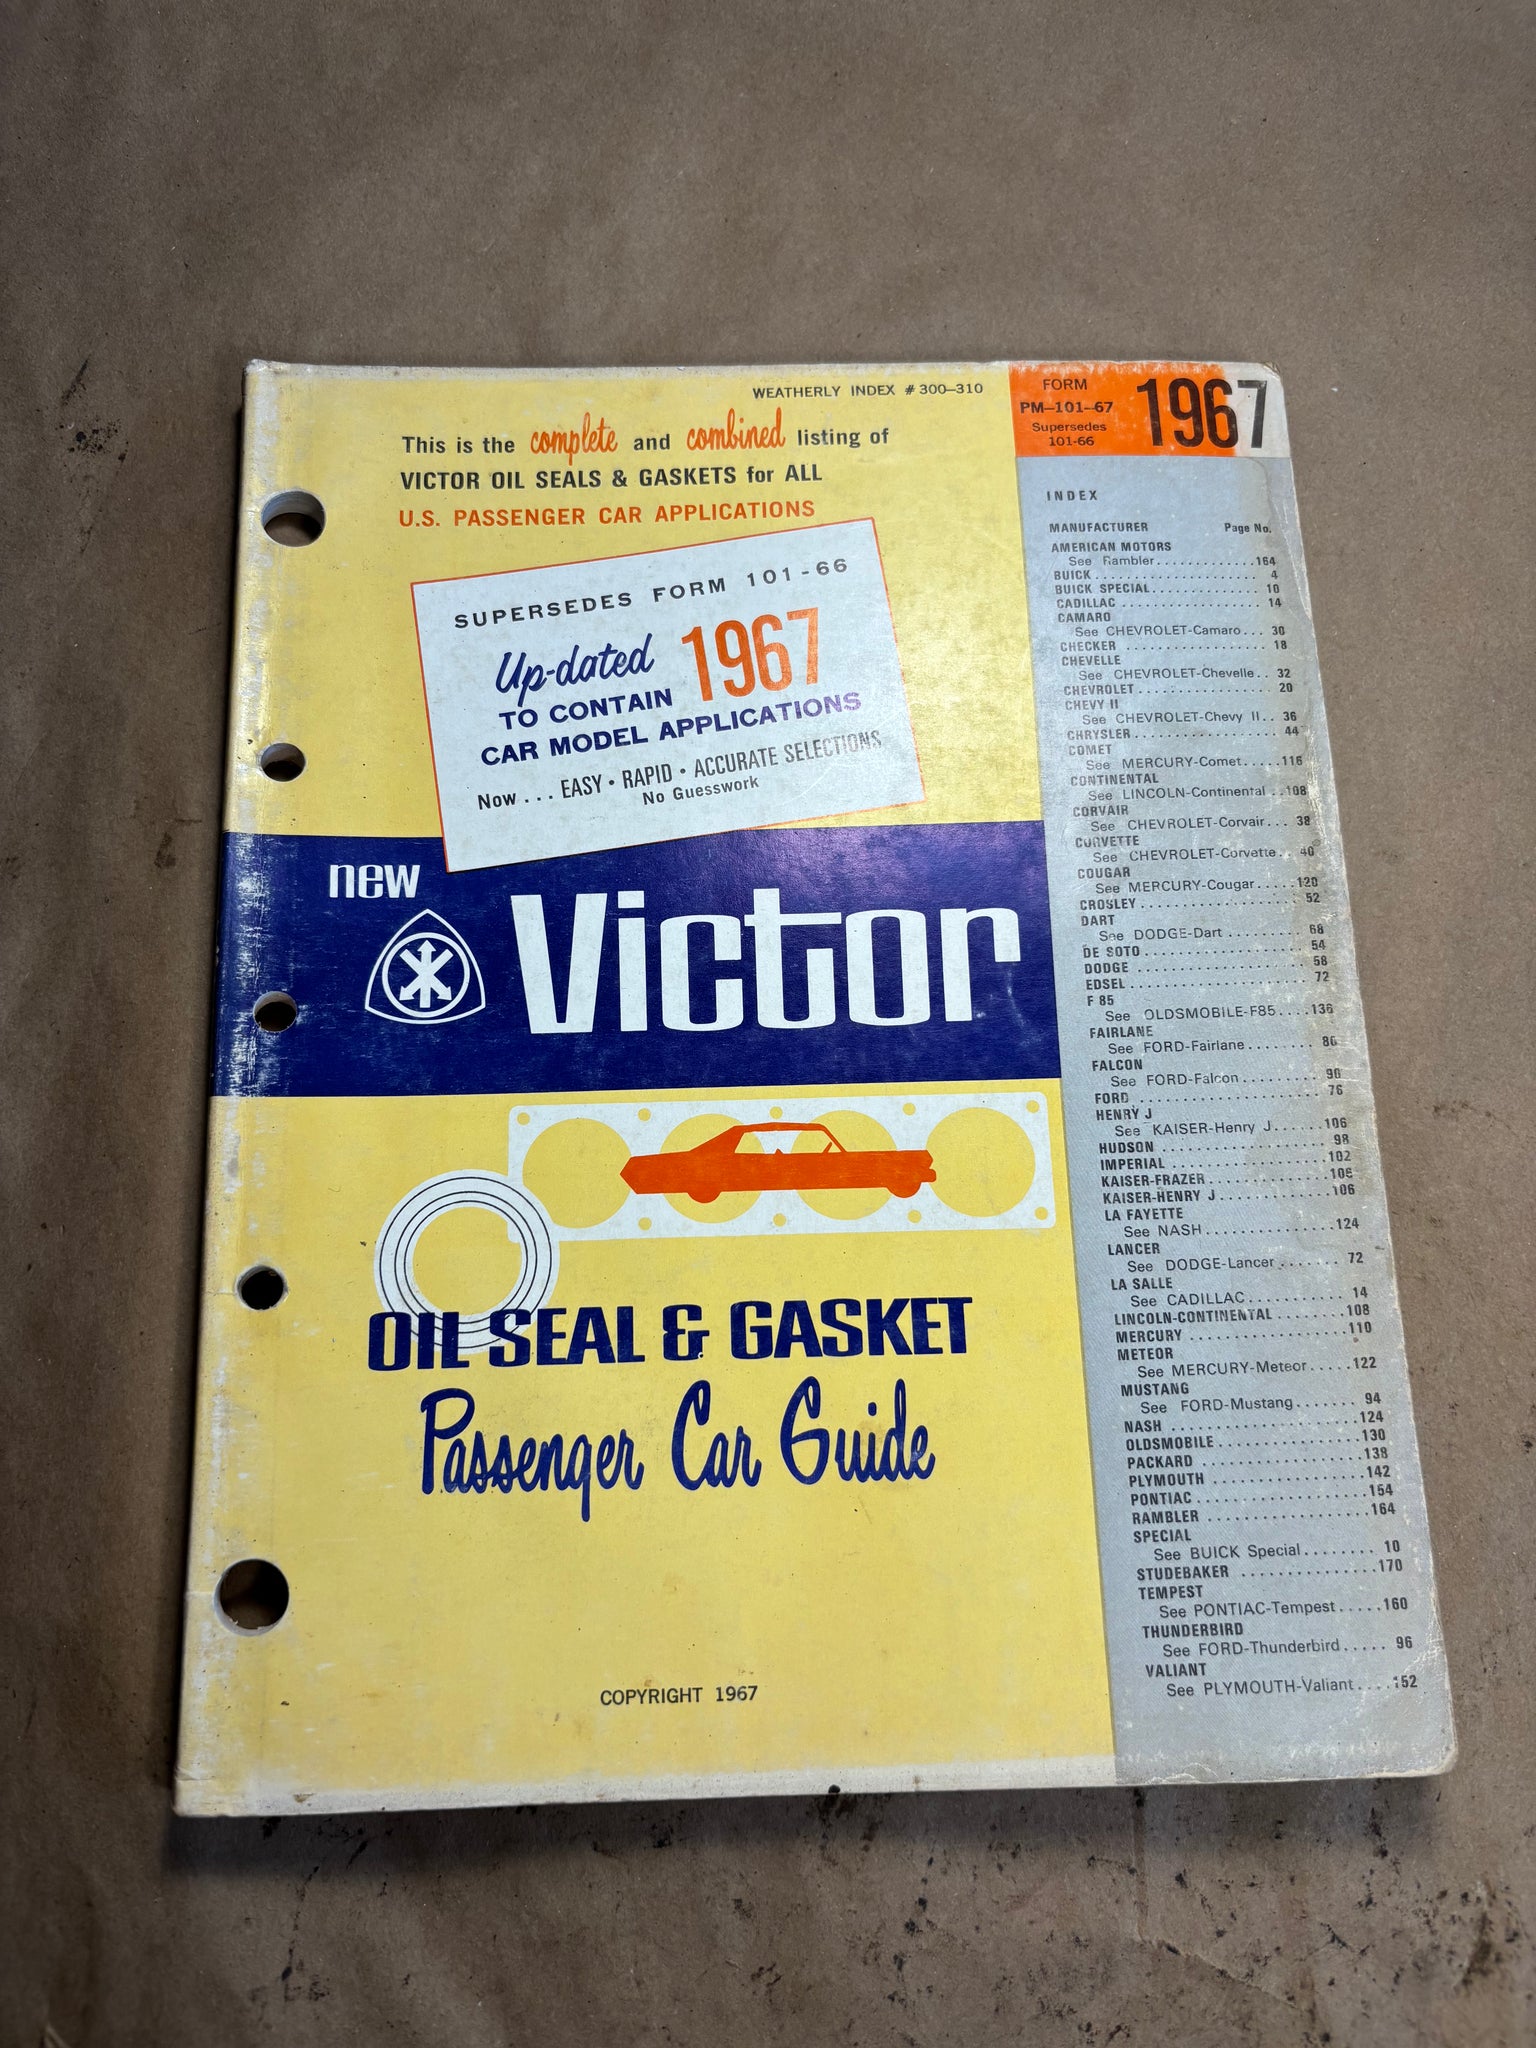 WEATHERLY INDEX # 300–310
This is the complete and combined listing of
VICTOR OIL SEALS & GASKETS for ALL
U.S. PASSENGER CAR APPLICATIONS
SUPERSEDES FORM 101-66
Up-dated 1967
TO CONTAIN
CAR MODEL APPLICATIONS
Now . . . EASY • RAPID • ACCURATE SELECTIONS
No Guesswork
new
Victor
OIL SEAL & GASKET
Passenger Car Guide
COPYRIGHT 1967
FORM
PM–101–67
Supersedes
101-66
1967
INDEX
MANUFACTURER Page No.
AMERICAN MOTORS
See Rambler.............164
BUICK...................... 4
BUICK SPECIAL.............. 10
CADILLAC .................. 14
CAMARO
See CHEVROLET-Camaro... 30
CHECKER ................... 18
CHEVELLE
See CHEVROLET-Chevelle.. 32
CHEVROLET.................. 20
CHEVY II
See CHEVROLET-Chevy II.. 36
CHRYSLER................... 44
COMET
See MERCURY-Comet.....116
CONTINENTAL
See LINCOLN-Continental ..108
CORVAIR
See CHEVROLET-Corvair... 38
CORVETTE
See CHEVROLET-Corvette.. 40
COUGAR
See MERCURY-Cougar.....120
CROSLEY.................... 52
DART
See DODGE-Dart ......... 68
DE SOTO.................... 54
DODGE ..................... 58
EDSEL...................... 72
F 85
See OLDSMOBILE-F85....136
FAIRLANE
See FORD-Fairlane........ 86
FALCON
See FORD-Falcon......... 90
FORD ...................... 76
HENRY J
See KAISER-Henry J......106
HUDSON .................... 98
IMPERIAL ..................102
KAISER-FRAZER..............106
KAISER-HENRY J.............106
LA FAYETTE
See NASH...............124
LANCER
See DODGE-Lancer....... 72
LA SALLE
See CADILLAC........... 14
LINCOLN-CONTINENTAL .......108
MERCURY ...................110
METEOR
See MERCURY-Meteor.....122
MUSTANG
See FORD-Mustang....... 94
NASH ......................124
OLDSMOBILE.................130
PACKARD ...................138
PLYMOUTH ..................142
PONTIAC....................154
RAMBLER ...................164
SPECIAL
See BUICK Special........ 10
STUDEBAKER ................170
TEMPEST
See PONTIAC-Tempest.....160
THUNDERBIRD
See FORD-Thunderbird..... 96
VALIANT
See PLYMOUTH-Valiant....152